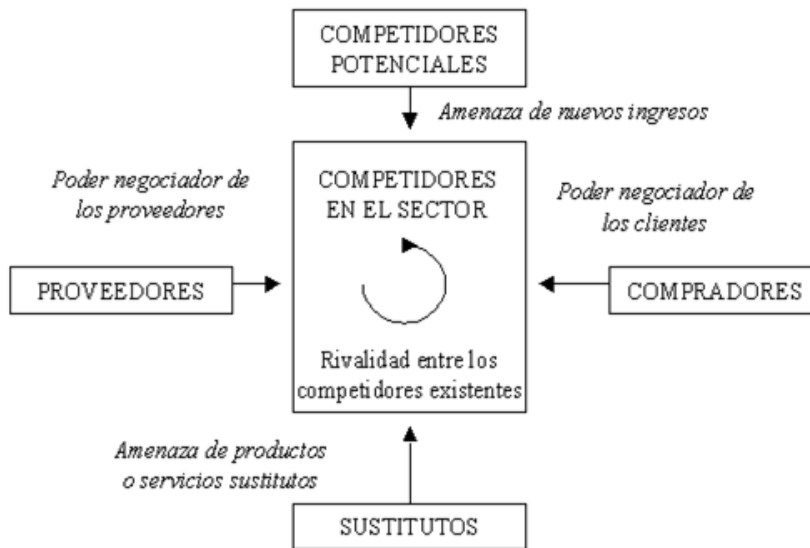 COMPETIDORES
POTENCIALES
Amenaza de nuevos ingresos
Poder negociador de
los proveedores
COMPETIDORES
EN EL SECTOR
Poder negociador de
los clientes
PROVEEDORES
COMPRADORES
Rivalidad entre los
competidores existentes
Amenaza de productos
o servicios sustitutos
SUSTITUTOS